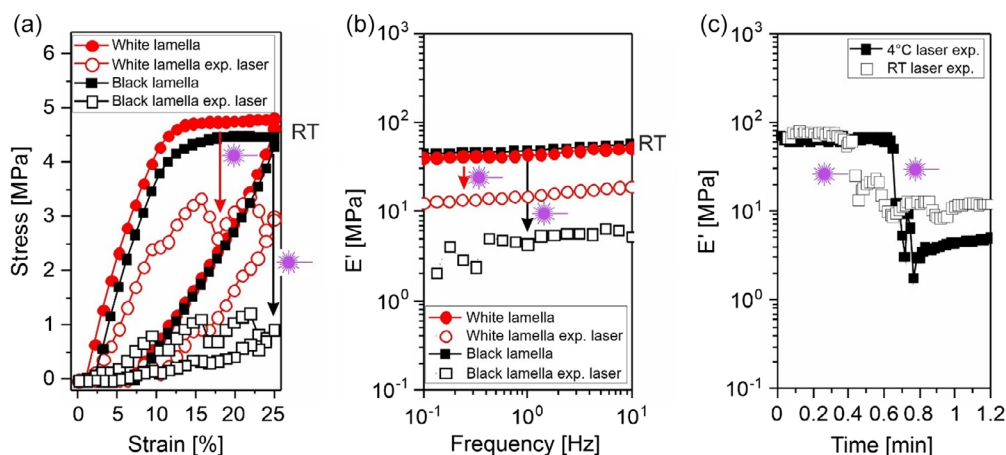 (a)
6
5
4
3
2
1
0
Stress [MPa]
White lamella
White lamella exp. laser
Black lamella
Black lamella exp. laser
RT
0 5 10 15 20 25
Strain [%]
(b)
10³
10²
10¹
10⁰
10⁻¹
E' [MPa]
RT
White lamella
White lamella exp. laser
Black lamella
Black lamella exp. laser
10⁻¹ 10⁰ 10¹
Frequency [Hz]
(c)
10³
10²
10¹
10⁰
10⁻¹
E' [MPa]
4°C laser exp.
RT laser exp.
0 0.2 0.4 0.6 0.8 1 1.2
Time [min]